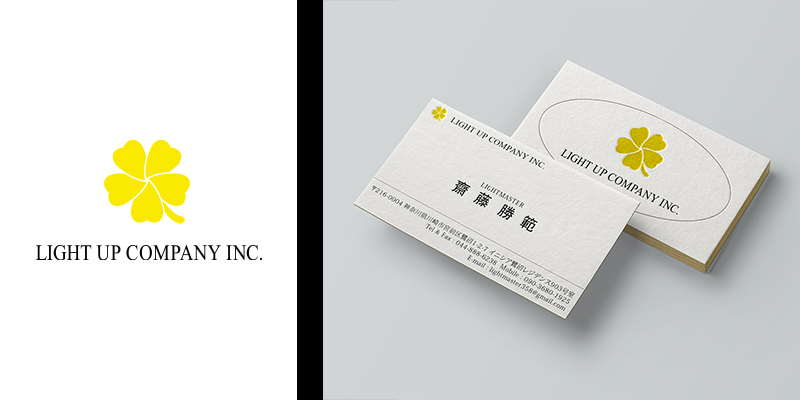 LIGHT UP COMPANY INC.
LIGHT UP COMPANY INC.
LIGHTMASTER
齋藤勝範
〒216-0004 神奈川県川崎市宮前区鷺沼1-2-7 イニシア鷺沼レジデンス903号室
Tel & Fax : 044-888-6238 Mobile : 090-3680-1925
E-mail : lightmaster358@gmail.com
LIGHT UP COMPANY INC.